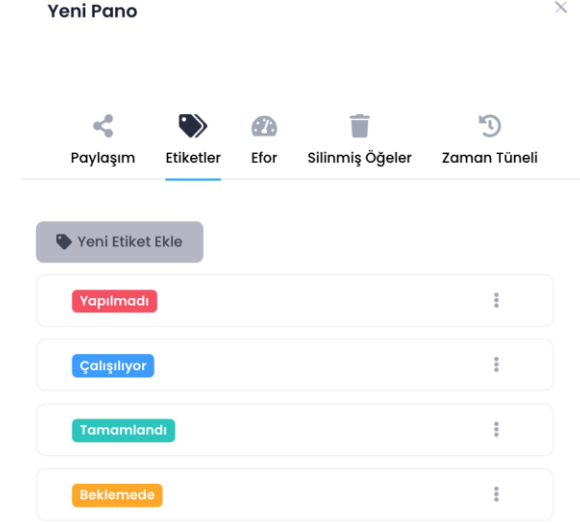 Yeni Pano
Paylaşım Etiketler Efor Silinmiş Öğeler Zaman Tüneli
Yeni Etiket Ekle
Yapılmadı
Çalışılıyor
Tamamlandı
Beklemede